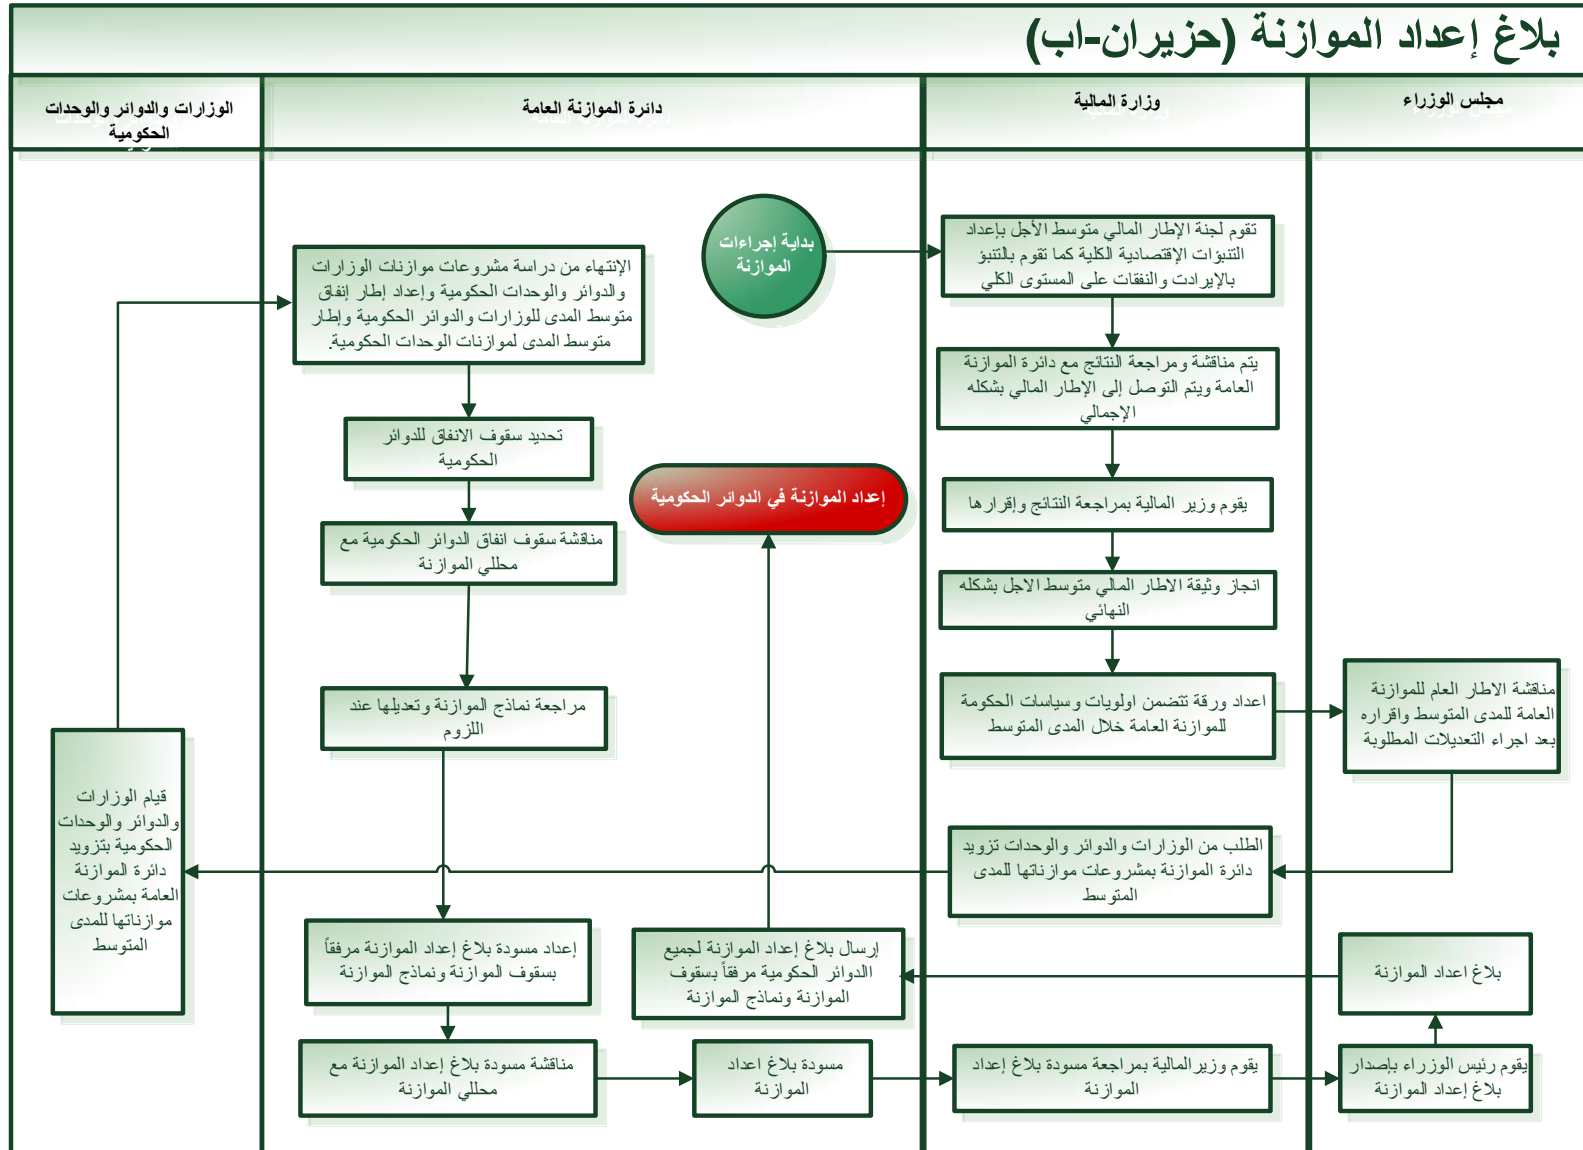 بلاغ إعداد الموازنة (حزيران-اب)
مجلس الوزراء
وزارة المالية
دائرة الموازنة العامة
الوزارات والدوائر والوحدات
الحكومية
بداية إجراءات
الموازنة
تقوم لجنة الإطار المالي متوسط الأجل بإعداد
التنبؤات الإقتصادية الكلية كما تقوم بالتنبؤ
بالإيرادت والنفقات على المستوى الكلي
يتم مناقشة ومراجعة النتائج مع دائرة الموازنة
العامة ويتم التوصل إلى الإطار المالي بشكله
الإجمالي
يقوم وزير المالية بمراجعة النتائج وإقرارها
انجاز وثيقة الاطار المالي متوسط الاجل بشكله
النهائي
اعداد ورقة تتضمن اولويات وسياسات الحكومة
للموازنة العامة خلال المدى المتوسط
مناقشة الاطار العام للموازنة
العامة للمدى المتوسط واقراره
بعد اجراء التعديلات المطلوبة
الطلب من الوزارات والدوائر والوحدات تزويد
دائرة الموازنة بمشروعات موازناتها للمدى
المتوسط
قيام الوزارات
والدوائر والوحدات
الحكومية بتزويد
دائرة الموازنة
العامة بمشروعات
موازناتها للمدى
المتوسط
الإنتهاء من دراسة مشروعات موازنات الوزارات
والدوائر والوحدات الحكومية وإعداد إطار إنفاق
متوسط المدى للوزارات والدوائر الحكومية وإطار
متوسط المدى لموازنات الوحدات الحكومية.
تحديد سقوف الانفاق للدوائر
الحكومية
مناقشة سقوف انفاق الدوائر الحكومية مع
محللي الموازنة
مراجعة نماذج الموازنة وتعديلها عند
اللزوم
إعداد مسودة بلاغ إعداد الموازنة مرفقاً
بسقوف الموازنة ونماذج الموازنة
مناقشة مسودة بلاغ إعداد الموازنة مع
محللي الموازنة
مسودة بلاغ اعداد
الموازنة
يقوم وزيرالمالية بمراجعة مسودة بلاغ إعداد
الموازنة
يقوم رئيس الوزراء بإصدار
بلاغ إعداد الموازنة
بلاغ اعداد الموازنة
إرسال بلاغ إعداد الموازنة لجميع
االدوائر الحكومية مرفقاً بسقوف
الموازنة ونماذج الموازنة
إعداد الموازنة في الدوائر الحكومية